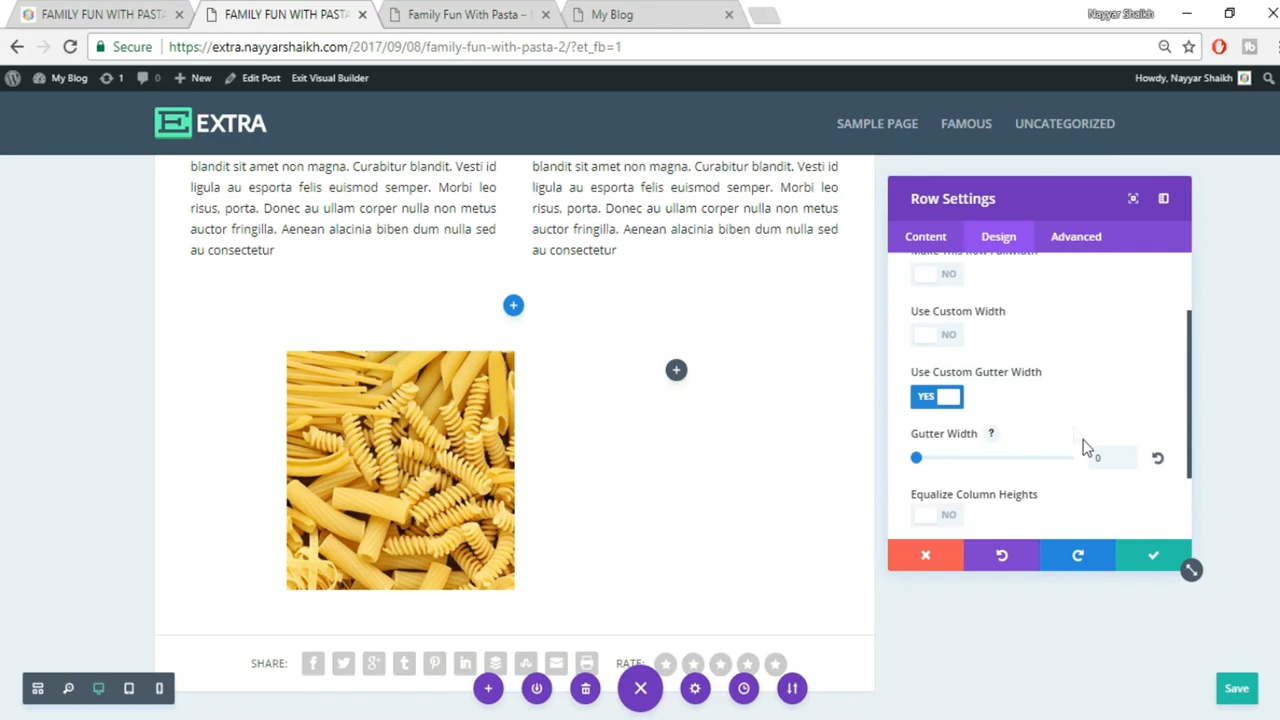 FAMILY FUN WITH PASTA
FAMILY FUN WITH PASTA
Family Fun With Pasta –
My Blog
Nayyar Shaikh
Secure
https://extra.nayyarshaikh.com/2017/09/08/family-fun-with-pasta-2/?et_fb=1
My Blog
1
0
New
Edit Post
Exit Visual Builder
Howdy, Nayyar Shaikh
EXTRA
SAMPLE PAGE
FAMOUS
UNCATEGORIZED
blandit sit amet non magna. Curabitur blandit. Vesti id
ligula au esporta felis euismod semper. Morbi leo
risus, porta. Donec au ullam corper nulla non metus
auctor fringilla. Aenean alacinia biben dum nulla sed
au consectetur
blandit sit amet non magna. Curabitur blandit. Vesti id
ligula au esporta felis euismod semper. Morbi leo
risus, porta. Donec au ullam corper nulla non metus
auctor fringilla. Aenean alacinia biben dum nulla sed
au consectetur
Row Settings
Content
Design
Advanced
Make This Row Fullwidth
NO
Use Custom Width
NO
Use Custom Gutter Width
YES
Gutter Width ?
0
Equalize Column Heights
NO
SHARE:
RATE:
Save